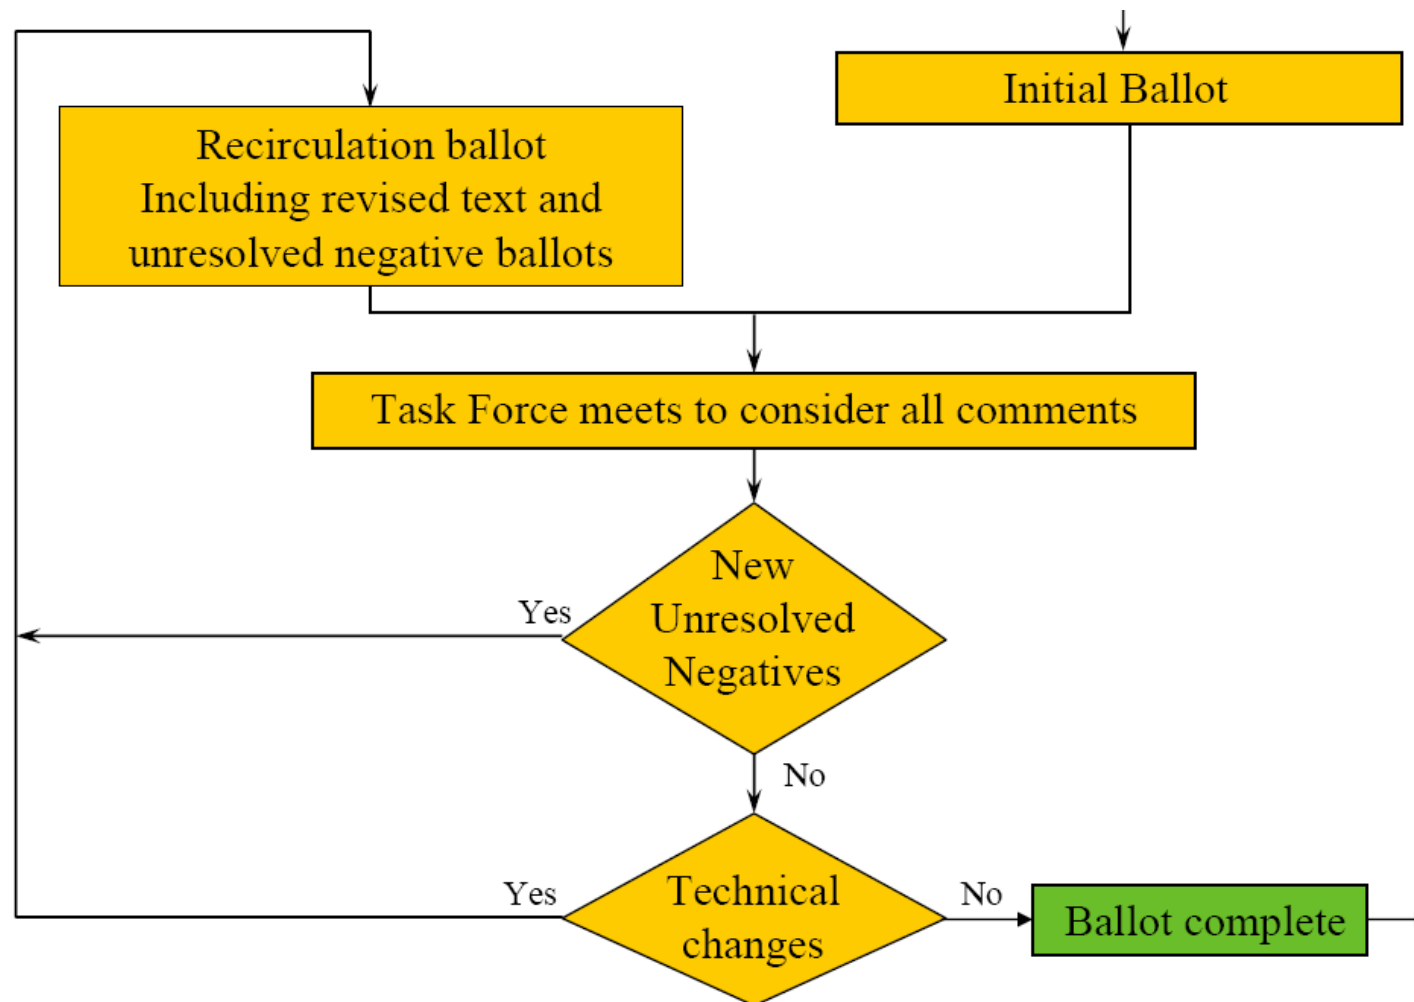 Initial Ballot
Recirculation ballot
Including revised text and
unresolved negative ballots
Task Force meets to consider all comments
New
Unresolved
Negatives
Yes
No
Technical
changes
Yes
No
Ballot complete